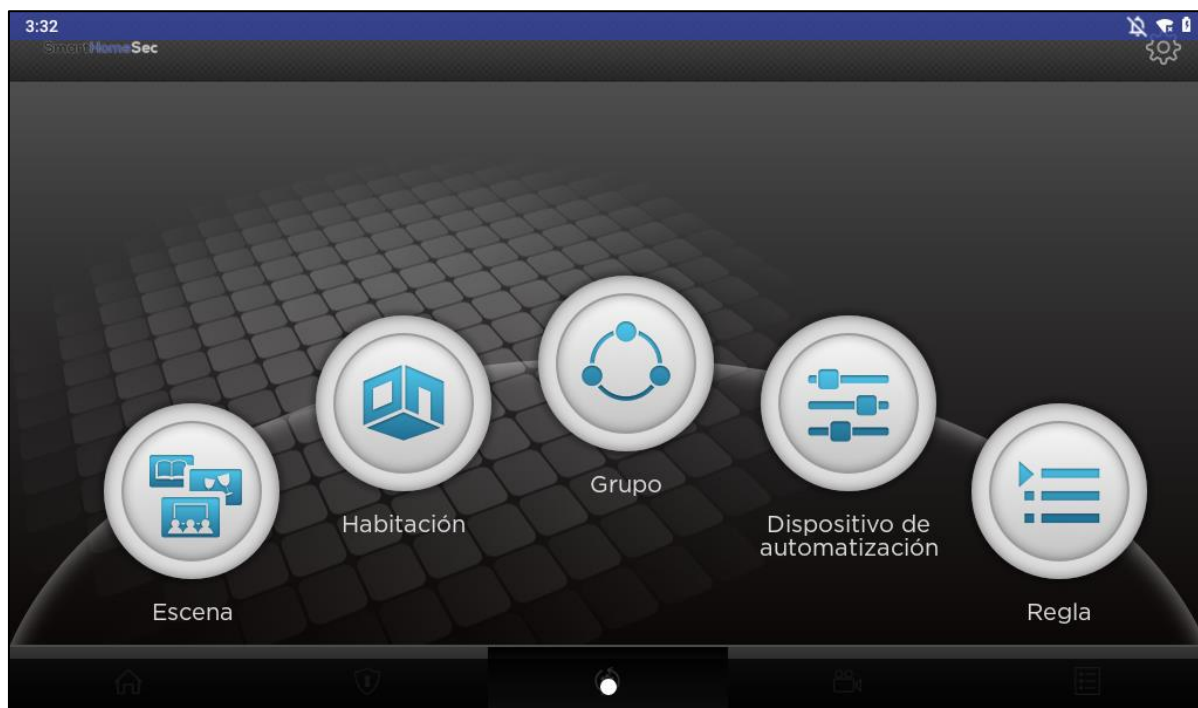 3:32
SmartHomeSec
Grupo
Habitación
Dispositivo de
automatización
Escena
Regla